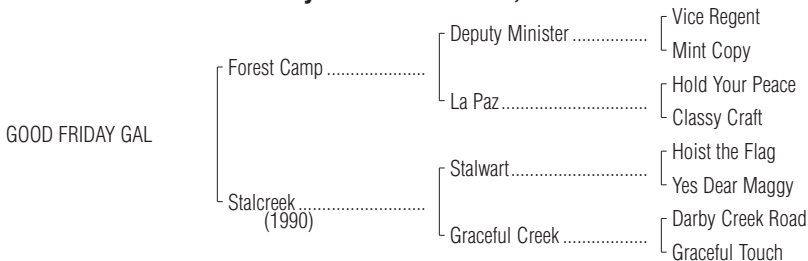 Vice Regent
Deputy Minister ................
Mint Copy
Forest Camp .....................
Hold Your Peace
La Paz..............................
Classy Craft
GOOD FRIDAY GAL
Hoist the Flag
Stalwart............................
Yes Dear Maggy
Stalcreek ..........................
(1990)
Darby Creek Road
Graceful Creek .................
Graceful Touch